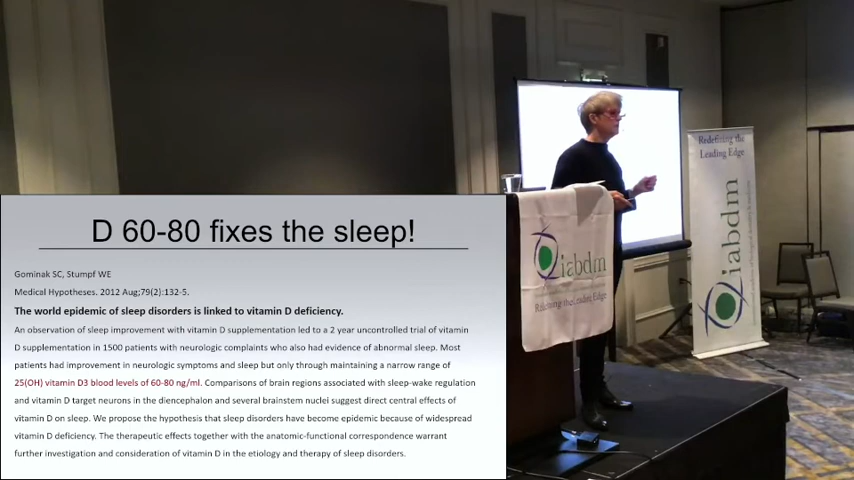 D 60-80 fixes the sleep!
Gominak SC, Stumpf WE
Medical Hypotheses. 2012 Aug;79(2):132-5.
The world epidemic of sleep disorders is linked to vitamin D deficiency.
An observation of sleep improvement with vitamin D supplementation led to a 2 year uncontrolled trial of vitamin
D supplementation in 1500 patients with neurologic complaints who also had evidence of abnormal sleep. Most
patients had improvement in neurologic symptoms and sleep but only through maintaining a narrow range of
25(OH) vitamin D3 blood levels of 60-80 ng/ml. Comparisons of brain regions associated with sleep-wake regulation
and vitamin D target neurons in the diencephalon and several brainstem nuclei suggest direct central effects of
vitamin D on sleep. We propose the hypothesis that sleep disorders have become epidemic because of widespread
vitamin D deficiency. The therapeutic effects together with the anatomic-functional correspondence warrant
further investigation and consideration of vitamin D in the etiology and therapy of sleep disorders.
iabdm
Redefining the Leading Edge
Redefining the
Leading Edge
iabdm